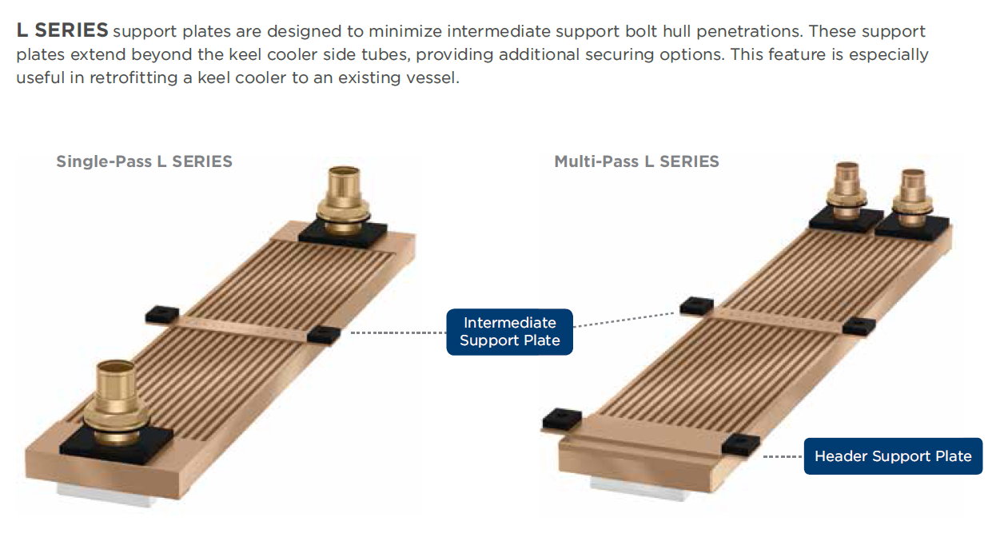 L SERIES support plates are designed to minimize intermediate support bolt hull penetrations. These support
plates extend beyond the keel cooler side tubes, providing additional securing options. This feature is especially
useful in retrofitting a keel cooler to an existing vessel.
Single-Pass L SERIES
Multi-Pass L SERIES
Intermediate
Support Plate
Header Support Plate